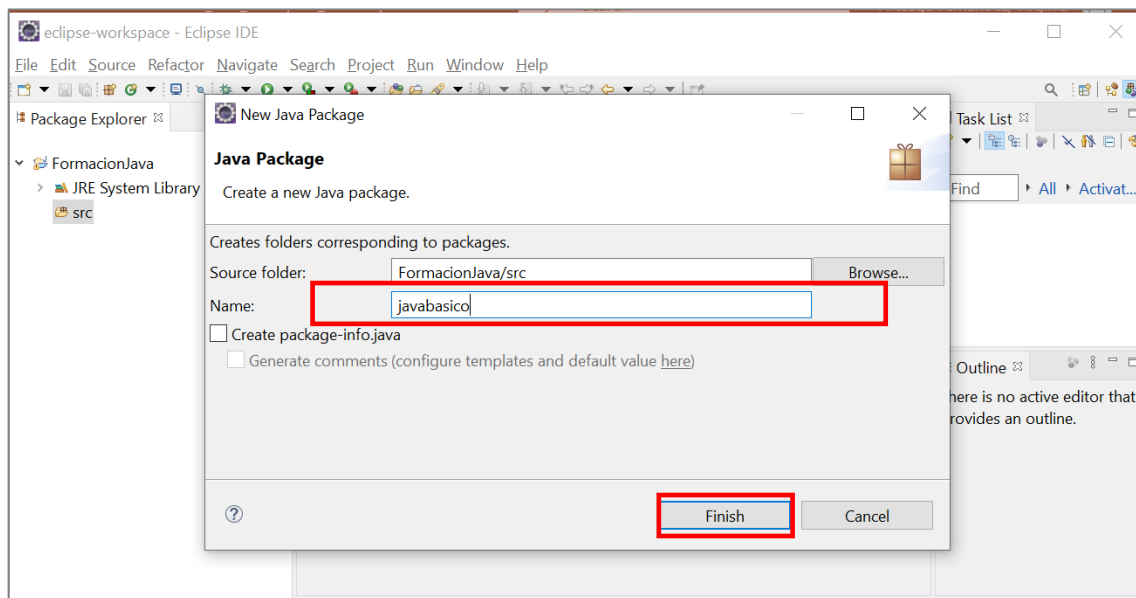 eclipse-workspace - Eclipse IDE
File Edit Source Refactor Navigate Search Project Run Window Help
Package Explorer
FormacionJava
JRE System Library
src
New Java Package
Java Package
Create a new Java package.
Creates folders corresponding to packages.
Source folder: FormacionJava/src Browse...
Name: javabasico
Create package-info.java
Generate comments (configure templates and default value here)
? Finish Cancel
Task List
Find All Activat...
Outline
here is no active editor that
rovides an outline.